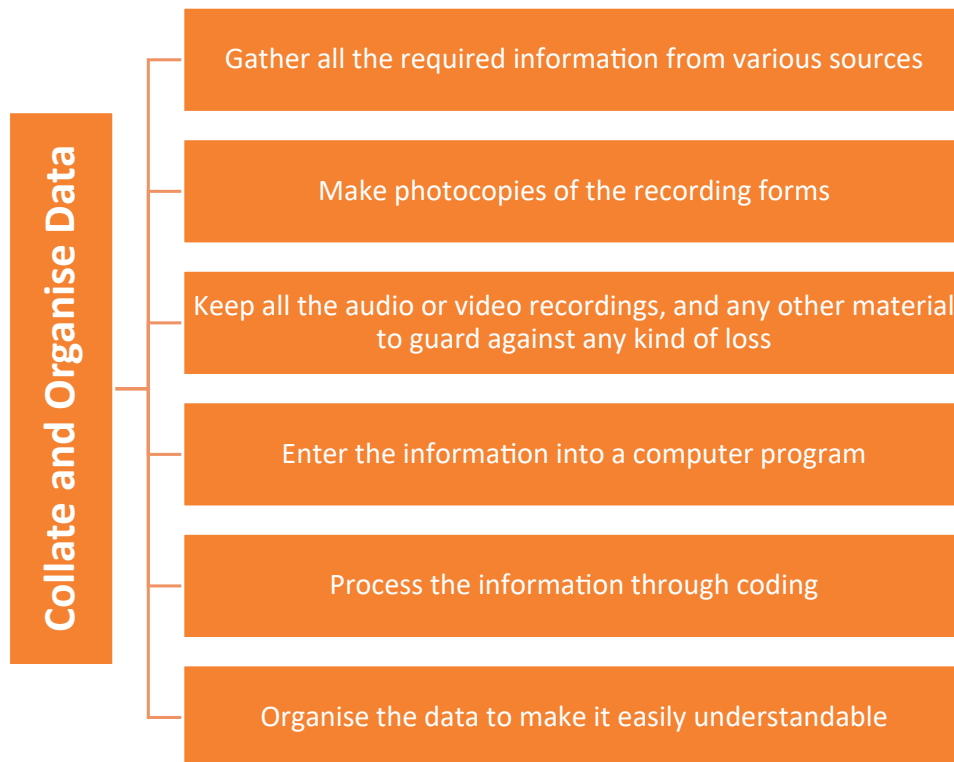 Collate and Organise Data
Gather all the required information from various sources
Make photocopies of the recording forms
Keep all the audio or video recordings, and any other material
to guard against any kind of loss
Enter the information into a computer program
Process the information through coding
Organise the data to make it easily understandable